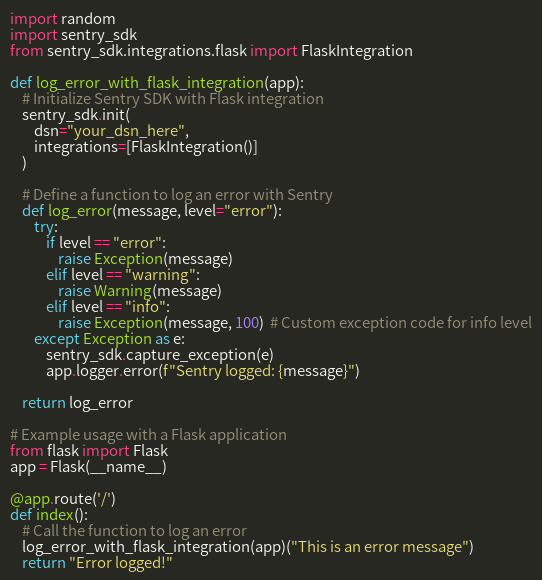 import random
import sentry_sdk
from sentry_sdk.integrations.flask import FlaskIntegration

def log_error_with_flask_integration(app):
    # Initialize Sentry SDK with Flask integration
    sentry_sdk.init(
        dsn="your_dsn_here",
        integrations=[FlaskIntegration()]
    )

    # Define a function to log an error with Sentry
    def log_error(message, level="error"):
        try:
            if level == "error":
                raise Exception(message)
            elif level == "warning":
                raise Warning(message)
            elif level == "info":
                raise Exception(message, 100)  # Custom exception code for info level
        except Exception as e:
            sentry_sdk.capture_exception(e)
            app.logger.error(f"Sentry logged: {message}")

    return log_error

# Example usage with a Flask application
from flask import Flask
app = Flask(__name__)

@app.route('/')
def index():
    # Call the function to log an error
    log_error_with_flask_integration(app)("This is an error message")
    return "Error logged!"